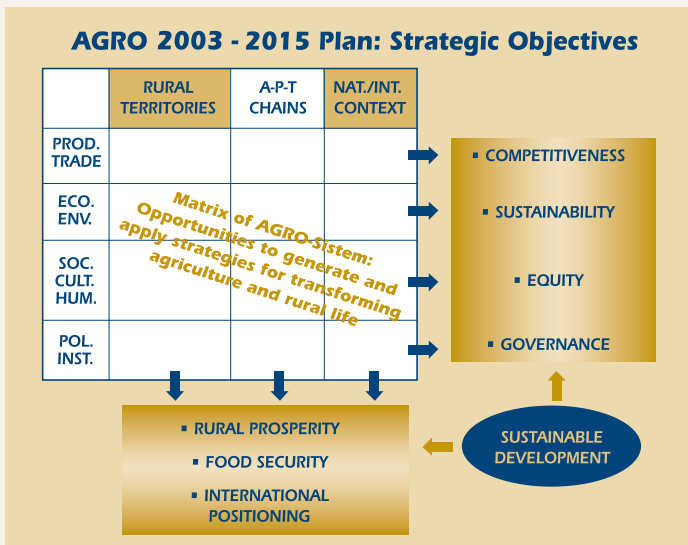 AGRO 2003 - 2015 Plan: Strategic Objectives
RURAL
TERRITORIES
A-P-T
CHAINS
NAT./INT.
CONTEXT
PROD.
TRADE
ECO.
ENV.
SOC.
CULT.
HUM.
POL.
INST.
Matrix of AGRO-Sistem:
Opportunities to generate and
apply strategies for transforming
agriculture and rural life
▪ COMPETITIVENESS
▪ SUSTAINABILITY
▪ EQUITY
▪ GOVERNANCE
▪ RURAL PROSPERITY
▪ FOOD SECURITY
▪ INTERNATIONAL
POSITIONING
SUSTAINABLE
DEVELOPMENT